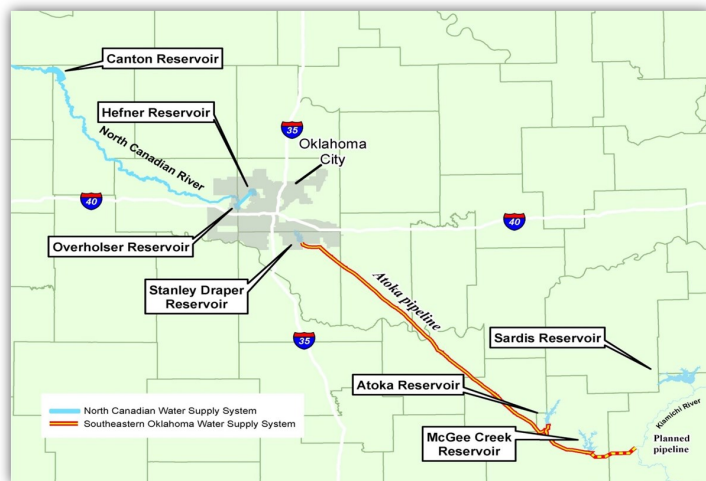 Canton Reservoir
Hefner Reservoir
North Canadian River
35
Oklahoma
City
40
40
Overholser Reservoir
Stanley Draper
Reservoir
Atoka pipeline
35
Sardis Reservoir
Atoka Reservoir
Kiamichi River
McGee Creek
Reservoir
Planned
pipeline
North Canadian Water Supply System
Southeastern Oklahoma Water Supply System